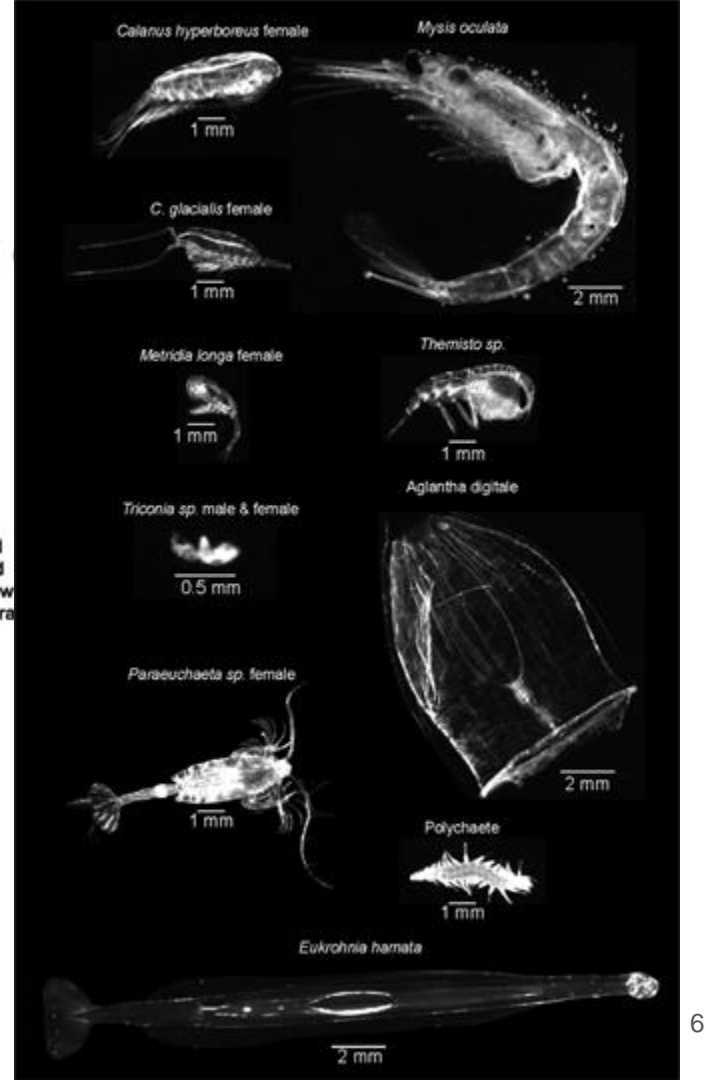 Calanus hyperboreus female
1 mm
Mysis oculata
2 mm
C. glacialis female
1 mm
Metridia longa female
1 mm
Themisto sp.
1 mm
Triconia sp. male & female
0.5 mm
Aglantha digitale
2 mm
Paraeuchaeta sp. female
1 mm
Polychaete
1 mm
Eukrohnia hamata
2 mm
6